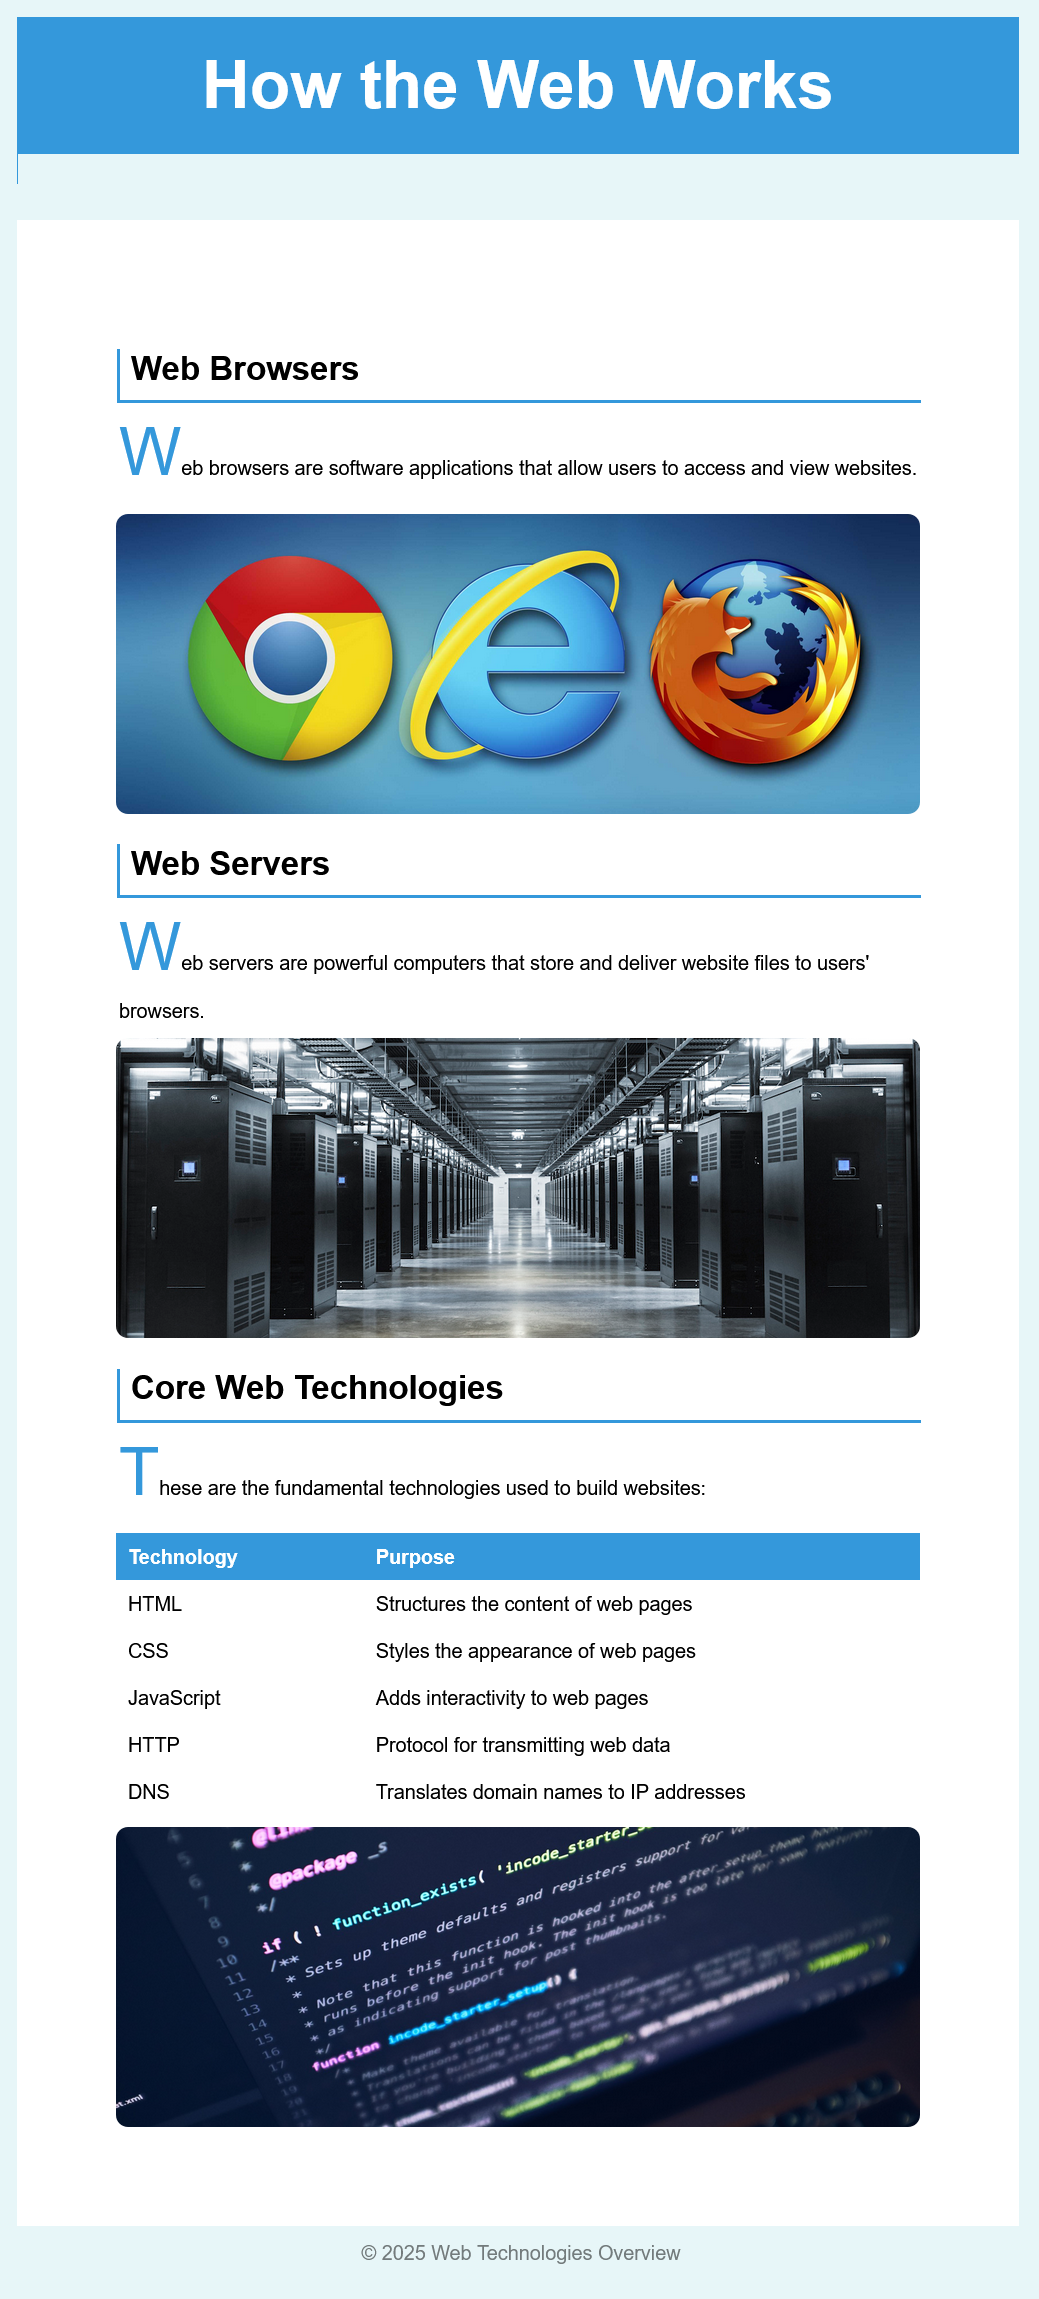 How the Web Works
Web Browsers
Web browsers are software applications that allow users to access and view websites.
Web Servers
Web servers are powerful computers that store and deliver website files to users'
browsers.
Core Web Technologies
These are the fundamental technologies used to build websites:
Technology Purpose
HTML Structures the content of web pages
CSS Styles the appearance of web pages
JavaScript Adds interactivity to web pages
HTTP Protocol for transmitting web data
DNS Translates domain names to IP addresses
4
5 *
6 *
7 * @package _s
8 */
9
10 if ( ! function_exists( 'incode_starter_
11 /**
12 * Sets up theme defaults and registers support for
13 *
14 * Note that this function is hooked into the after_setup_theme
15 * runs before the init hook. The init hook is too late for some features,
16 * as indicating support for post thumbnails.
17 */
18 function incode_starter_setup() {
19
20
21
© 2025 Web Technologies Overview